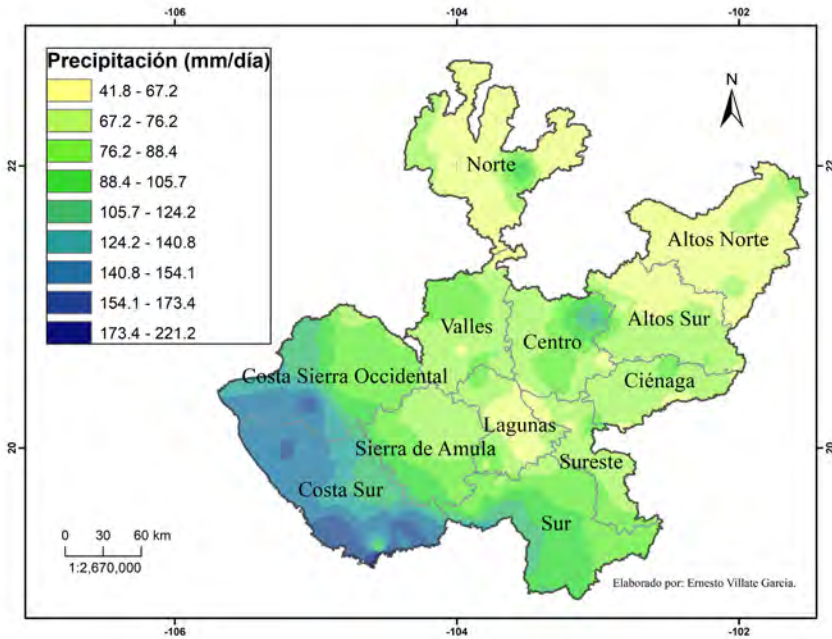 -106
-104
-102
Precipitación (mm/día)
41.8 - 67.2
67.2 - 76.2
76.2 - 88.4
88.4 - 105.7
105.7 - 124.2
124.2 - 140.8
140.8 - 154.1
154.1 - 173.4
173.4 - 221.2
N
22
22
Norte
Altos Norte
Valles
Centro
Altos Sur
Costa Sierra Occidental
Ciénaga
Lagunas
20
20
Sierra de Amula
Sureste
Costa Sur
Sur
0 30 60 km
1:2,670,000
Elaborado por: Ernesto Villate García.
-106
-104
-102